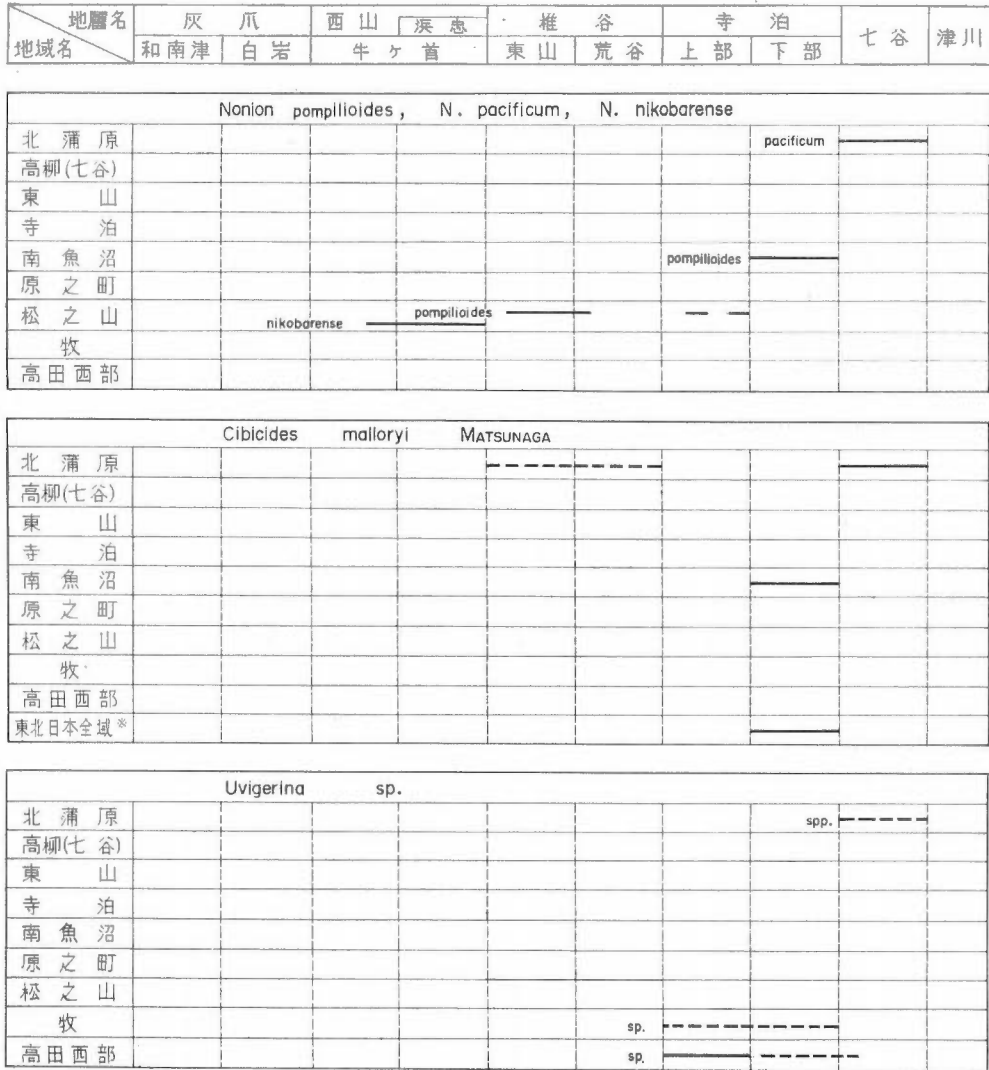 地層名 灰爪 西山 浜忠 椎谷 寺泊 七谷 津川
地域名 和南津 白岩 牛ヶ首 東山 荒谷 上部 下部
Nonion pompilioides, N. pacificum, N. nikobarense
北蒲原 pacificum
高柳(七谷)
東山
寺泊
南魚沼 pompilioides
原之町
松之山 nikobarense pompilioides
牧
高田西部
Cibicides malloryi MATSUNAGA
北蒲原
高柳(七谷)
東山
寺泊
南魚沼
原之町
松之山
牧
高田西部
東北日本全域※
Uvigerina sp.
北蒲原 spp.
高柳(七谷)
東山
寺泊
南魚沼
原之町
松之山
牧 sp.
高田西部 sp.